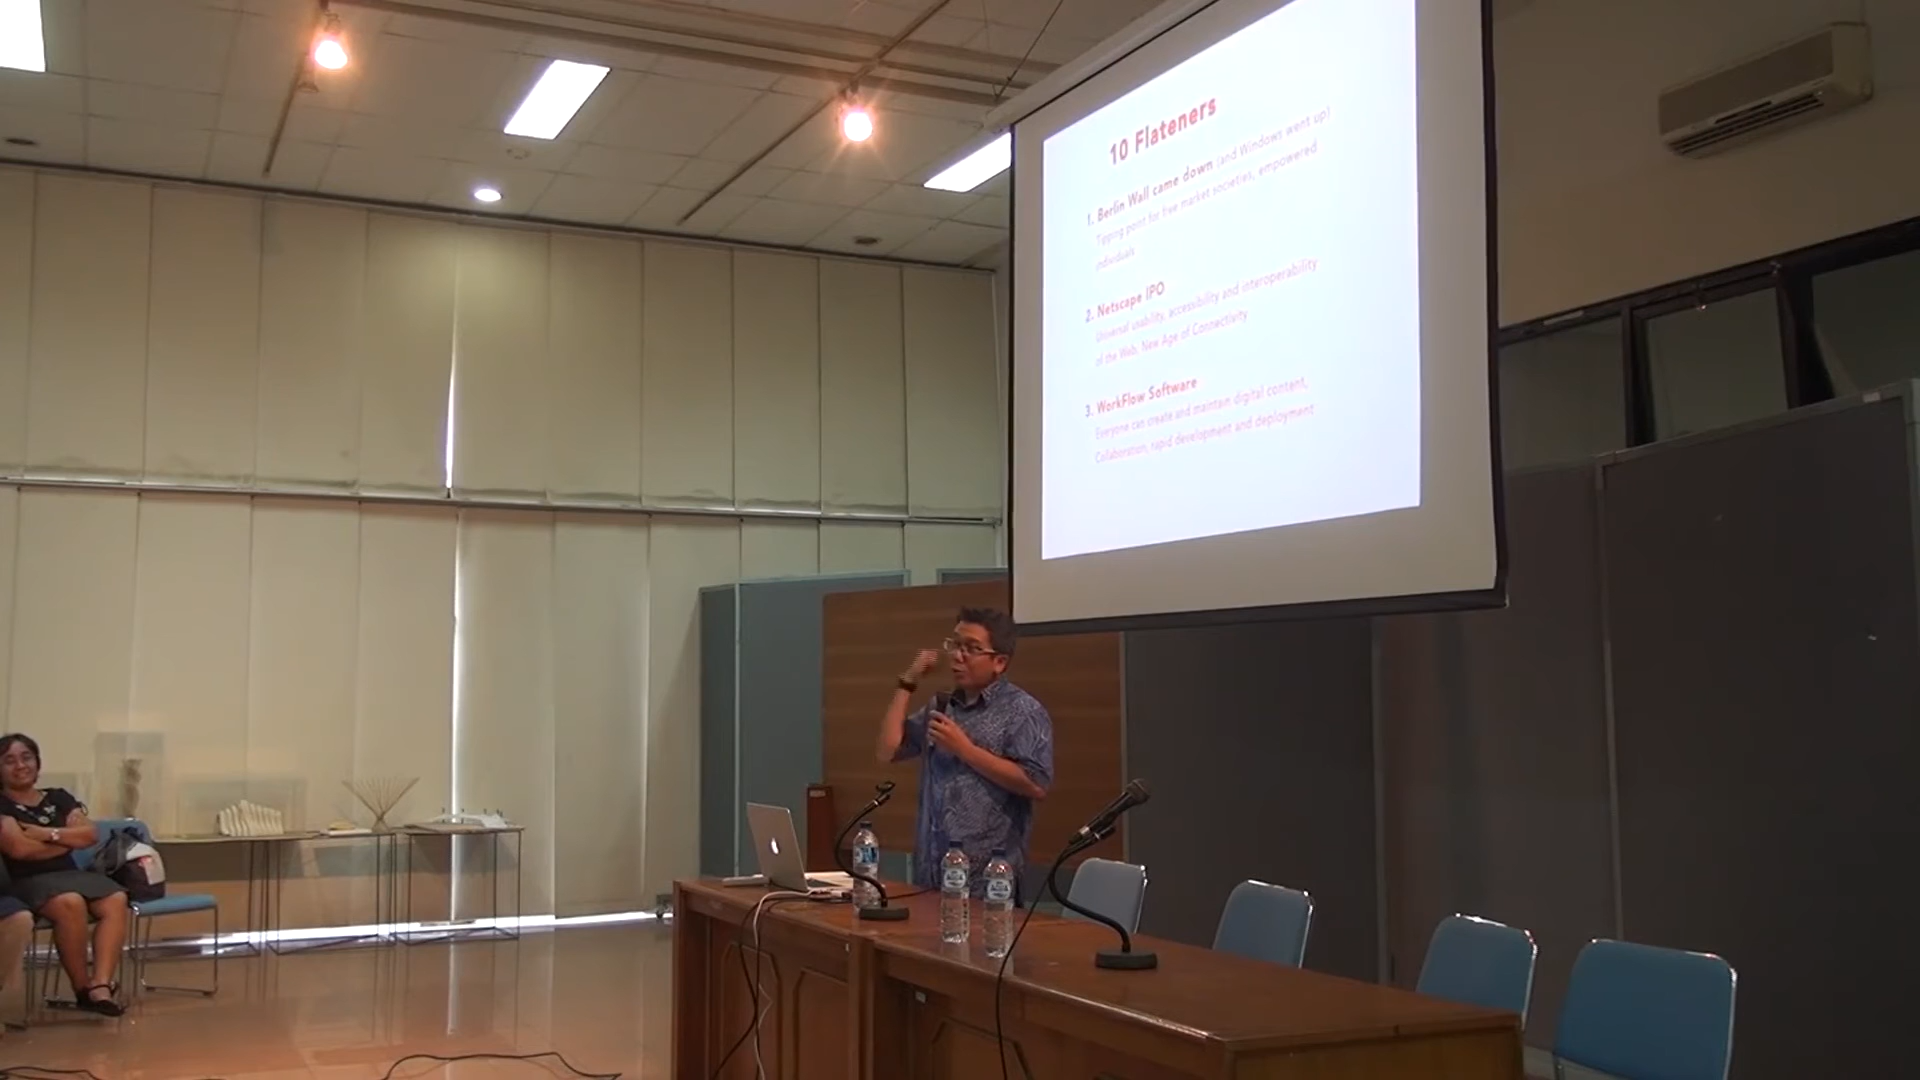 10 Flateners
1. Berlin Wall came down (and Windows went up)
Tipping point for free market societies, empowered
individuals
2. Netscape IPO
Universal usability, accessibility and interoperability
of the Web, New Age of Connectivity
3. WorkFlow Software
Everyone can create and maintain digital content,
Collaboration, rapid development and deployment
AQUA
AQUA